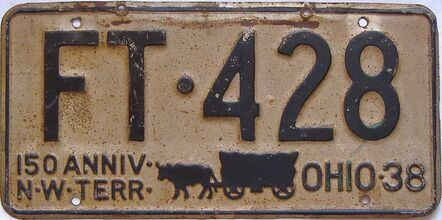 FT·428
150 ANNIV·
N·W·TERR·
OHIO·38